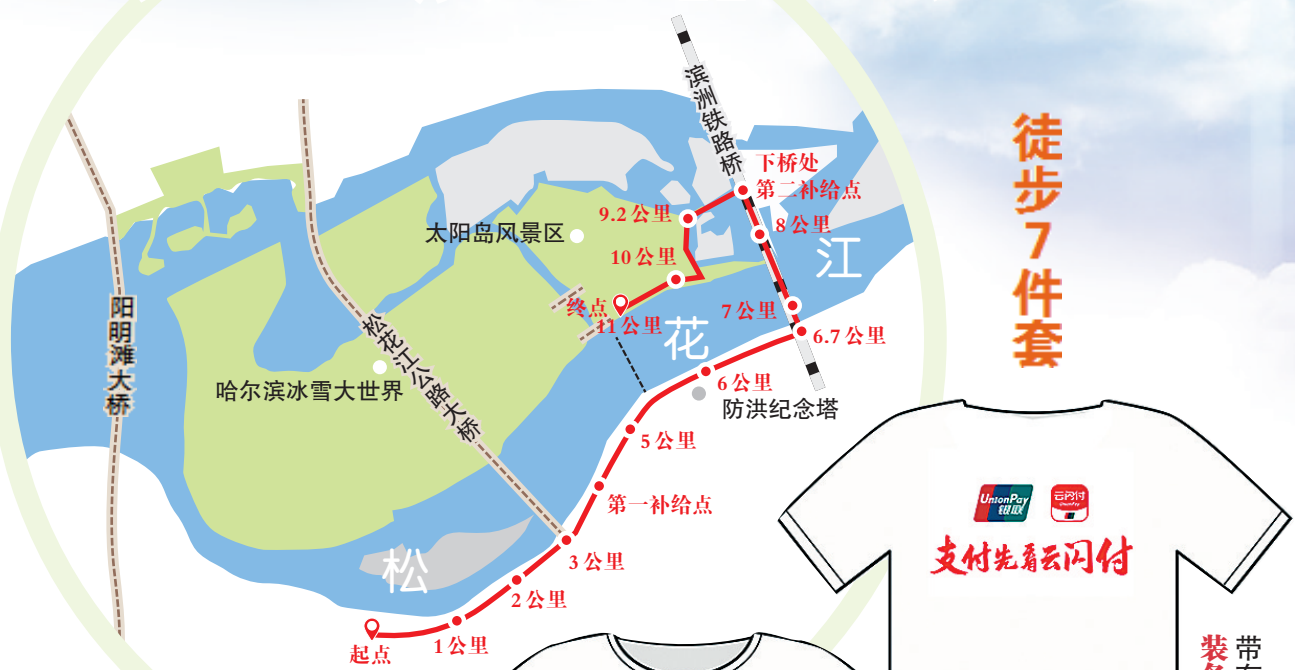 滨洲铁路桥
下桥处
第二补给点
9.2公里
8公里
太阳岛风景区
江
10公里
终点
11公里
7公里
花
6.7公里
阳明滩大桥
松花江公路大桥
哈尔滨冰雪大世界
6公里
防洪纪念塔
5公里
第一补给点
3公里
松
2公里
1公里
起点
徒步7件套
UnionPay
银联
云闪付
支付先看云闪付
带